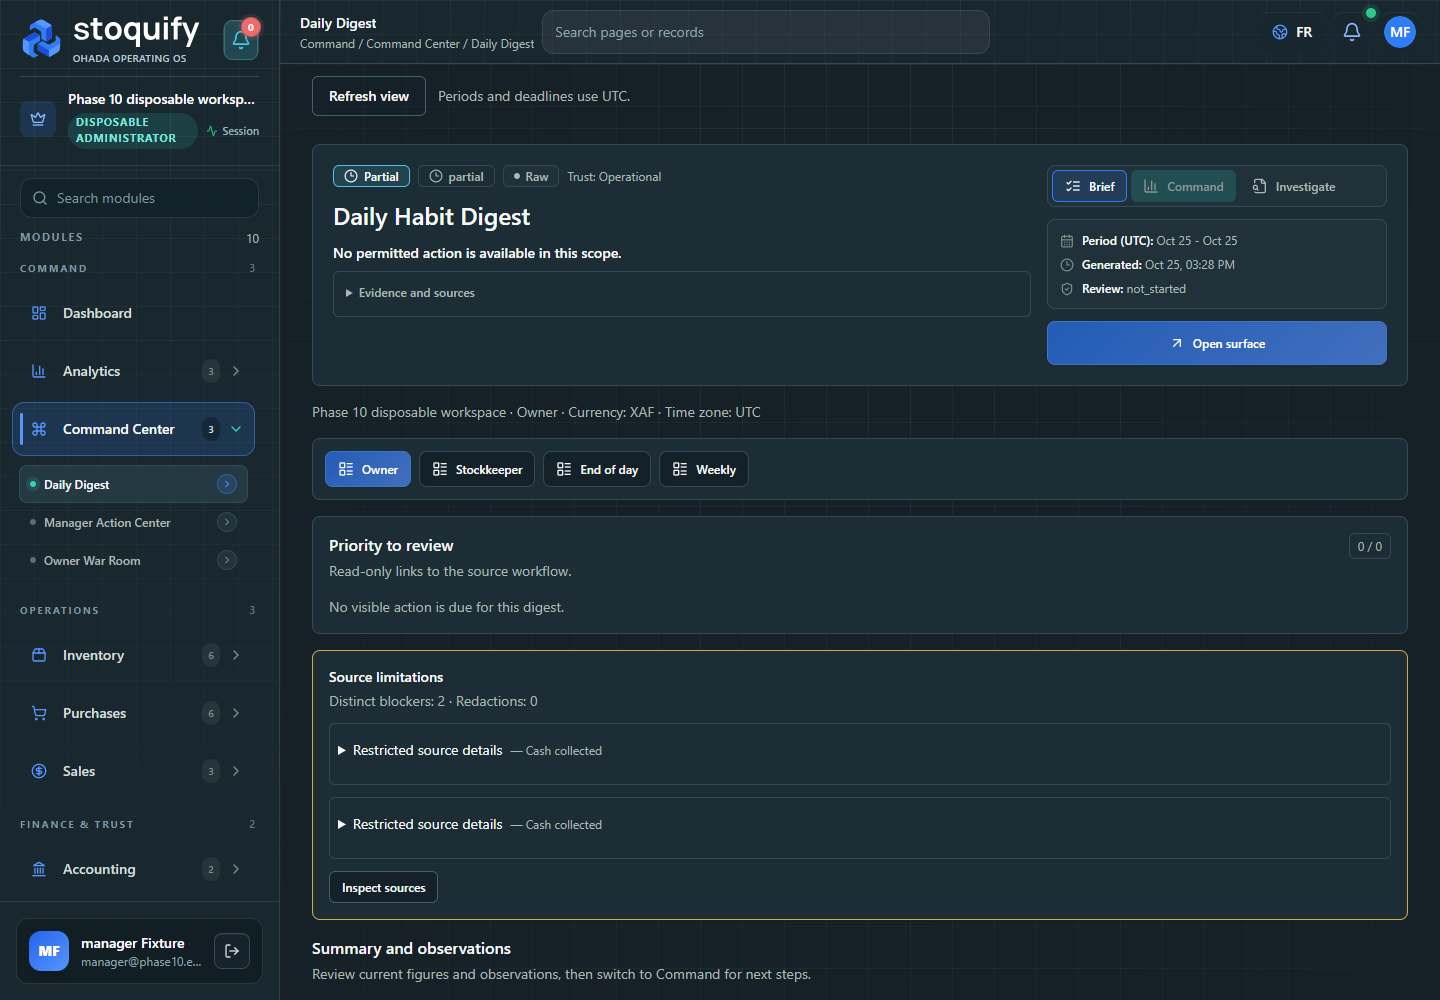 stoquify
OHADA OPERATING OS
0
Phase 10 disposable worksp...
DISPOSABLE
ADMINISTRATOR
Session
Search modules
MODULES 10
COMMAND 3
Dashboard
Analytics 3
Command Center 3
Daily Digest
Manager Action Center
Owner War Room
OPERATIONS 3
Inventory 6
Purchases 6
Sales 3
FINANCE & TRUST 2
Accounting 2
MF
manager Fixture
manager@phase10.e...
Daily Digest
Command / Command Center / Daily Digest
Search pages or records
FR
MF
Refresh view
Periods and deadlines use UTC.
Partial
partial
Raw
Trust: Operational
Daily Habit Digest
No permitted action is available in this scope.
Evidence and sources
Brief
Command
Investigate
Period (UTC): Oct 25 - Oct 25
Generated: Oct 25, 03:28 PM
Review: not_started
Open surface
Phase 10 disposable workspace · Owner · Currency: XAF · Time zone: UTC
Owner
Stockkeeper
End of day
Weekly
Priority to review
0 / 0
Read-only links to the source workflow.
No visible action is due for this digest.
Source limitations
Distinct blockers: 2 · Redactions: 0
Restricted source details — Cash collected
Restricted source details — Cash collected
Inspect sources
Summary and observations
Review current figures and observations, then switch to Command for next steps.